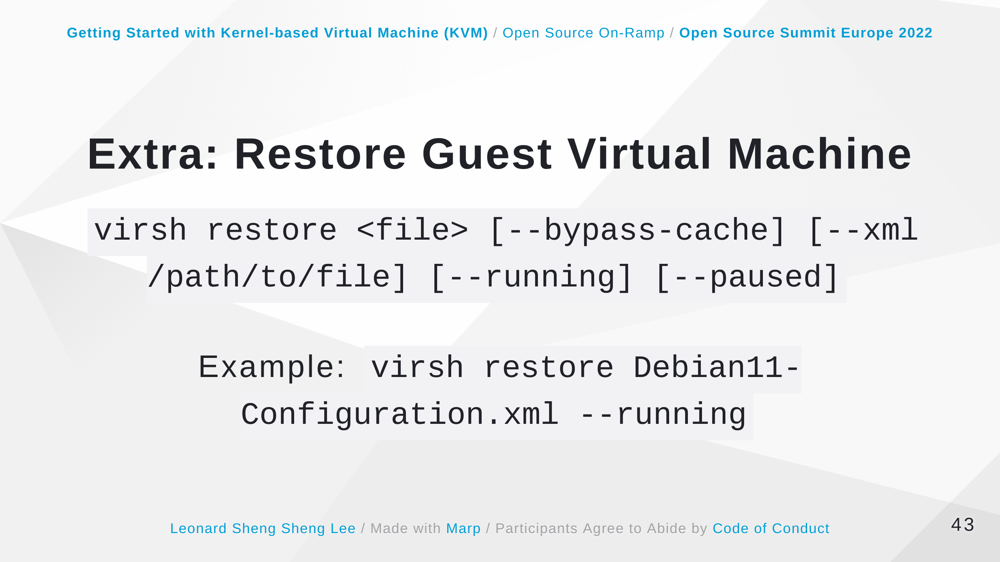 Getting Started with Kernel-based Virtual Machine (KVM) / Open Source On-Ramp / Open Source Summit Europe 2022
Extra: Restore Guest Virtual Machine
virsh restore <file> [--bypass-cache] [--xml
/path/to/file] [--running] [--paused]
Example: virsh restore Debian11-
Configuration.xml --running
Leonard Sheng Sheng Lee / Made with Marp / Participants Agree to Abide by Code of Conduct
43